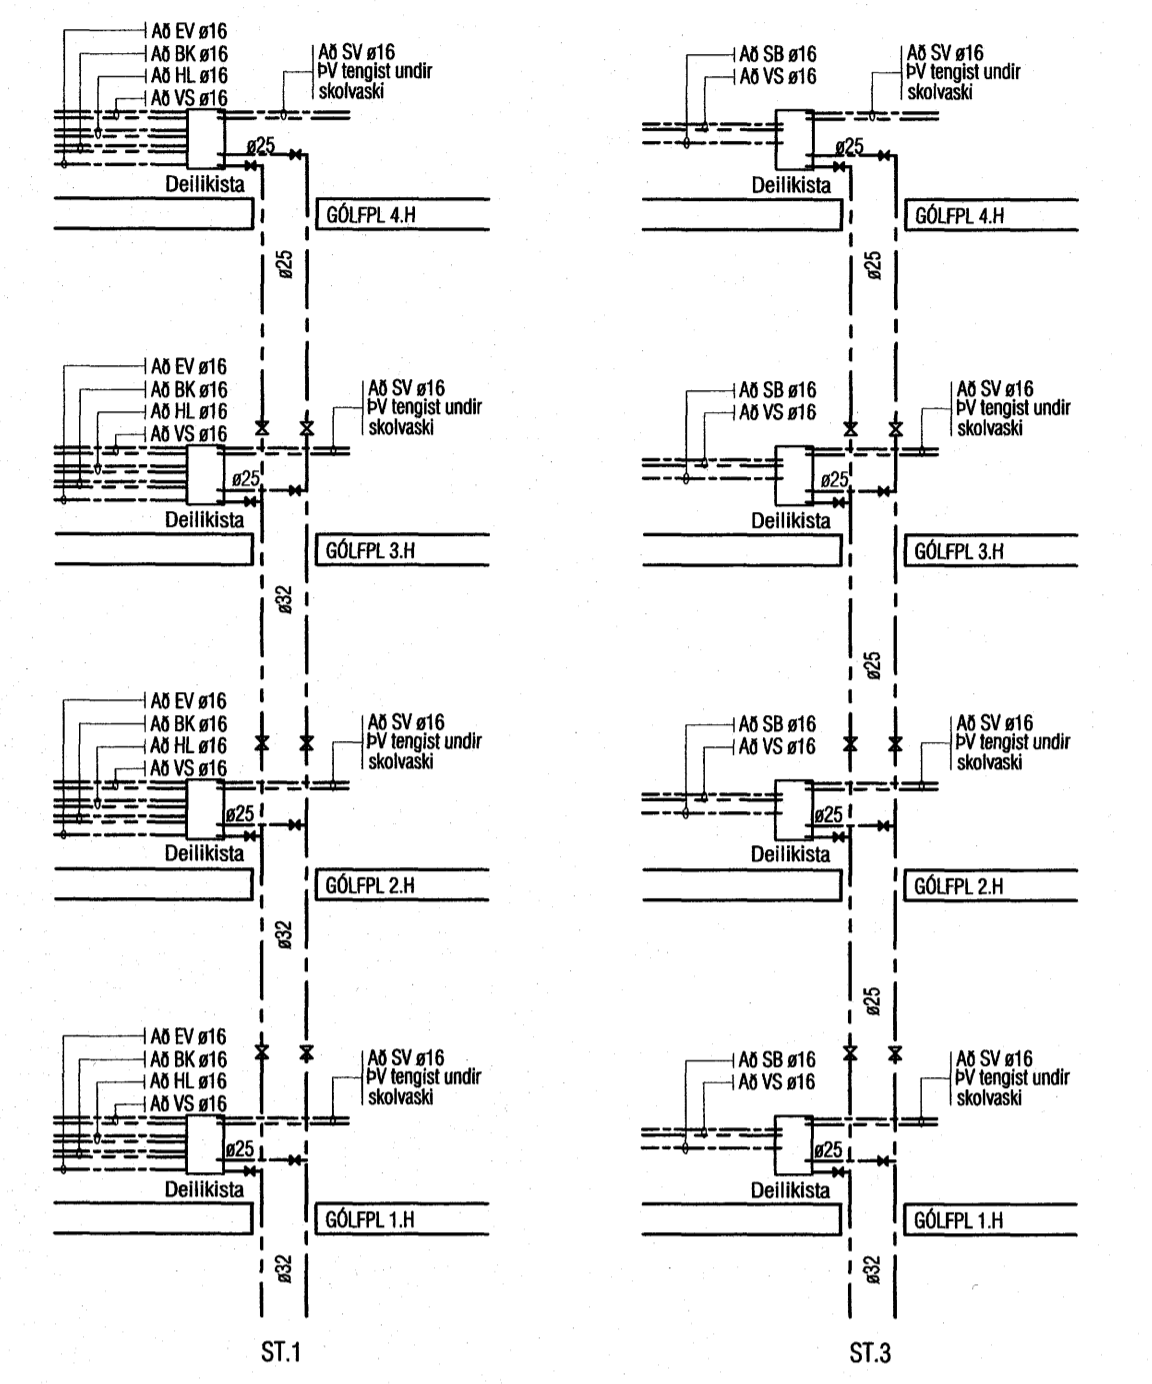 Að EV ø16
Að BK ø16
Að HL ø16
Að VS ø16
Að SV ø16
ÞV tengist undir
skolvaski
ø25
Deilikista
GÓLFPL 4.H
ø25
Að EV ø16
Að BK ø16
Að HL ø16
Að VS ø16
Að SV ø16
ÞV tengist undir
skolvaski
ø25
Deilikista
GÓLFPL 3.H
ø32
Að EV ø16
Að BK ø16
Að HL ø16
Að VS ø16
Að SV ø16
ÞV tengist undir
skolvaski
ø25
Deilikista
GÓLFPL 2.H
ø32
Að EV ø16
Að BK ø16
Að HL ø16
Að VS ø16
Að SV ø16
ÞV tengist undir
skolvaski
ø25
Deilikista
GÓLFPL 1.H
ø32
ST.1
Að SB ø16
Að VS ø16
Að SV ø16
ÞV tengist undir
skolvaski
ø25
Deilikista
GÓLFPL 4.H
ø25
Að SB ø16
Að VS ø16
Að SV ø16
ÞV tengist undir
skolvaski
ø25
Deilikista
GÓLFPL 3.H
ø25
Að SB ø16
Að VS ø16
Að SV ø16
ÞV tengist undir
skolvaski
ø25
Deilikista
GÓLFPL 2.H
ø25
Að SB ø16
Að VS ø16
Að SV ø16
ÞV tengist undir
skolvaski
ø25
Deilikista
GÓLFPL 1.H
ø32
ST.3